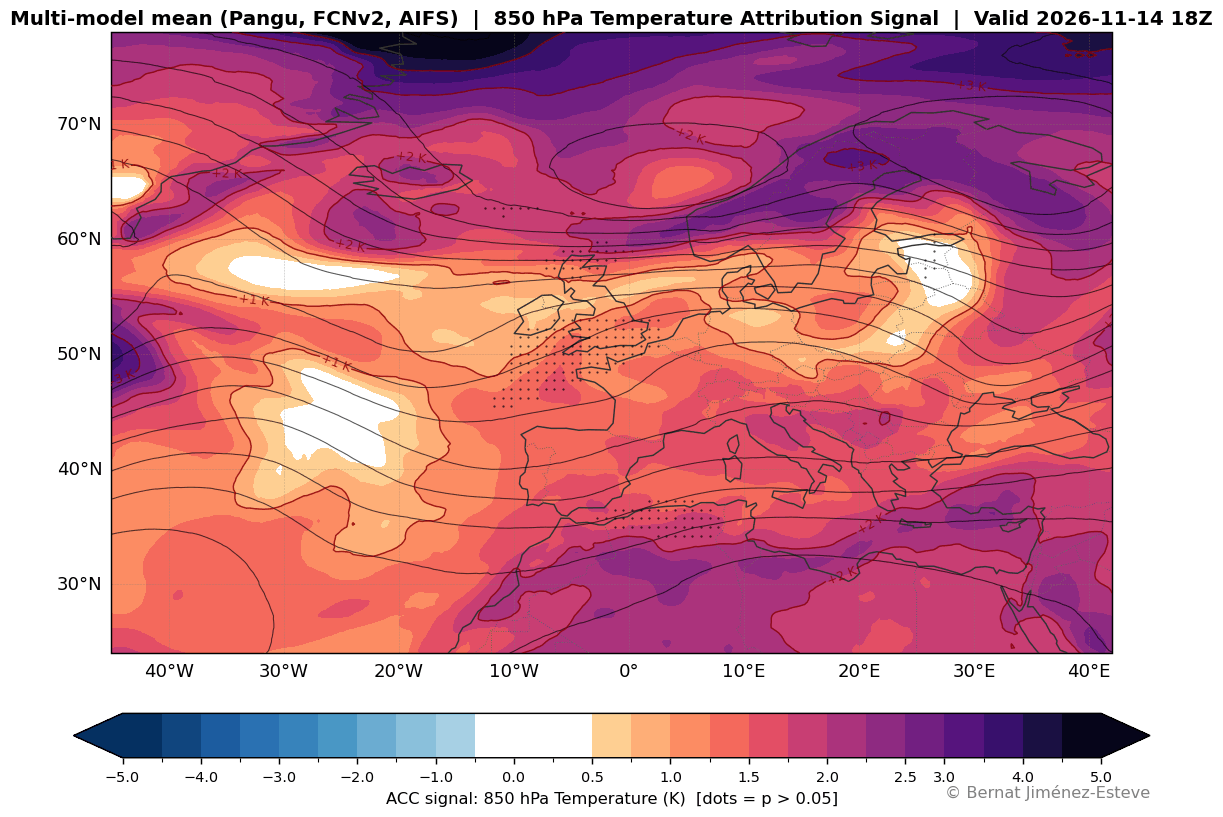 Multi-model mean (Pangu, FCNv2, AIFS) | 850 hPa Temperature Attribution Signal | Valid 2026-11-14 18Z
+3 K
70°N
+2 K
+2 K
1 K
+3 K
+2 K
60°N
+2 K
+1 K
50°N
+1 K
3 K
40°N
+2 K
+2 K
30°N
40°W 30°W 20°W 10°W 0° 10°E 20°E 30°E 40°E
−5.0 −4.0 −3.0 −2.0 −1.0 0.0 0.5 1.0 1.5 2.0 2.5 3.0 4.0 5.0
© Bernat Jiménez-Esteve
ACC signal: 850 hPa Temperature (K) [dots = p > 0.05]